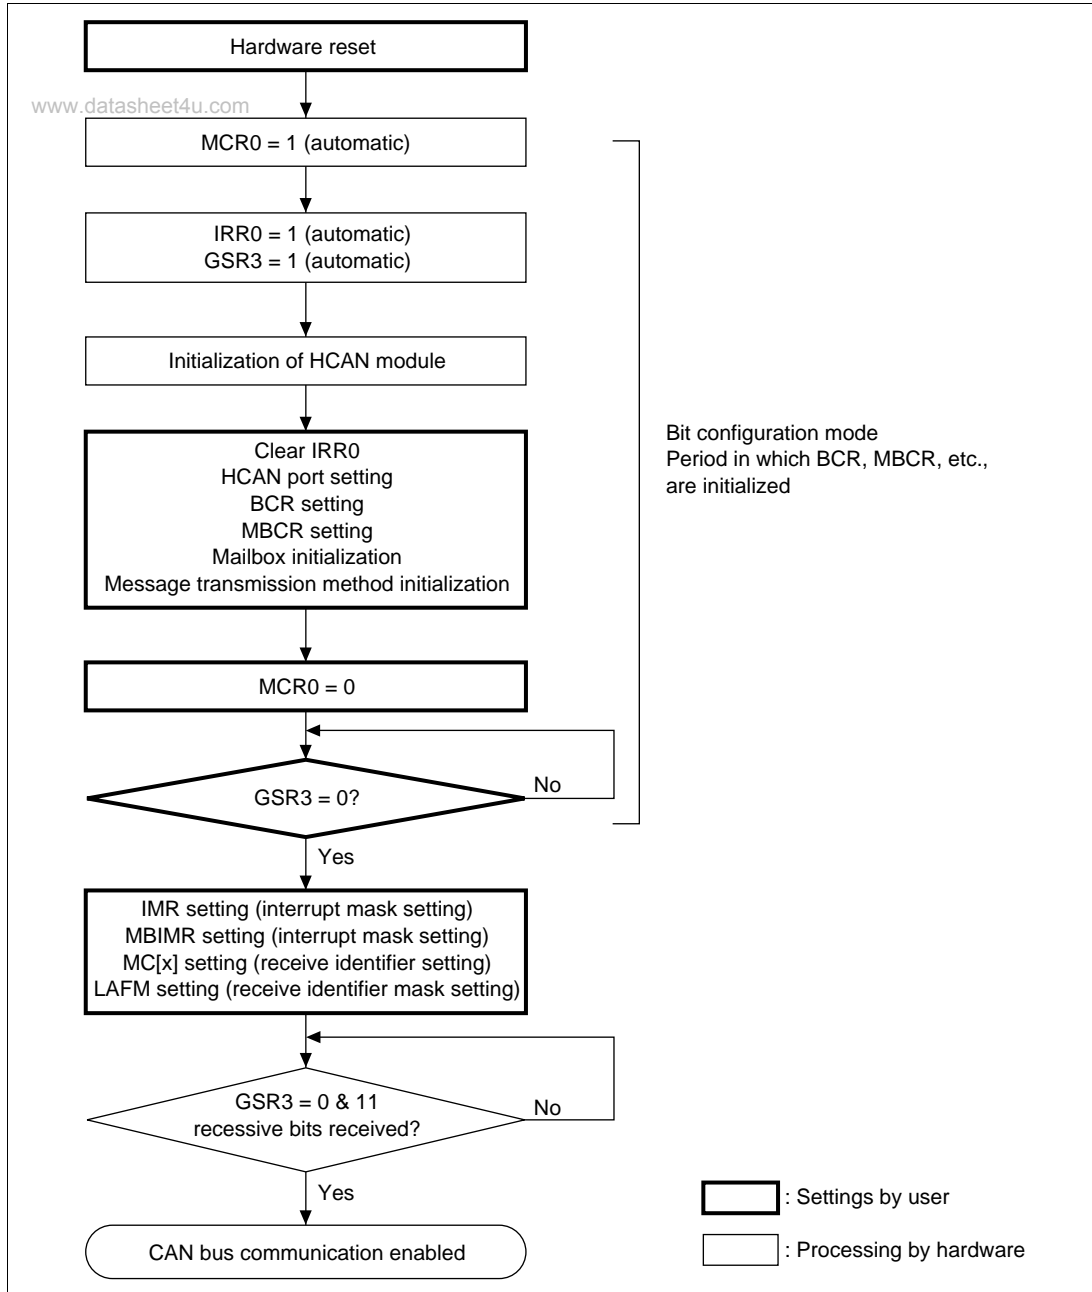 Hardware reset
www.datasheet4u.com
MCR0 = 1 (automatic)
IRR0 = 1 (automatic)
GSR3 = 1 (automatic)
Initialization of HCAN module
Clear IRR0
HCAN port setting
BCR setting
MBCR setting
Mailbox initialization
Message transmission method initialization
Bit configuration mode
Period in which BCR, MBCR, etc.,
are initialized
MCR0 = 0
GSR3 = 0?
No
Yes
IMR setting (interrupt mask setting)
MBIMR setting (interrupt mask setting)
MC[x] setting (receive identifier setting)
LAFM setting (receive identifier mask setting)
GSR3 = 0 & 11
recessive bits received?
No
Yes
CAN bus communication enabled
: Settings by user
: Processing by hardware